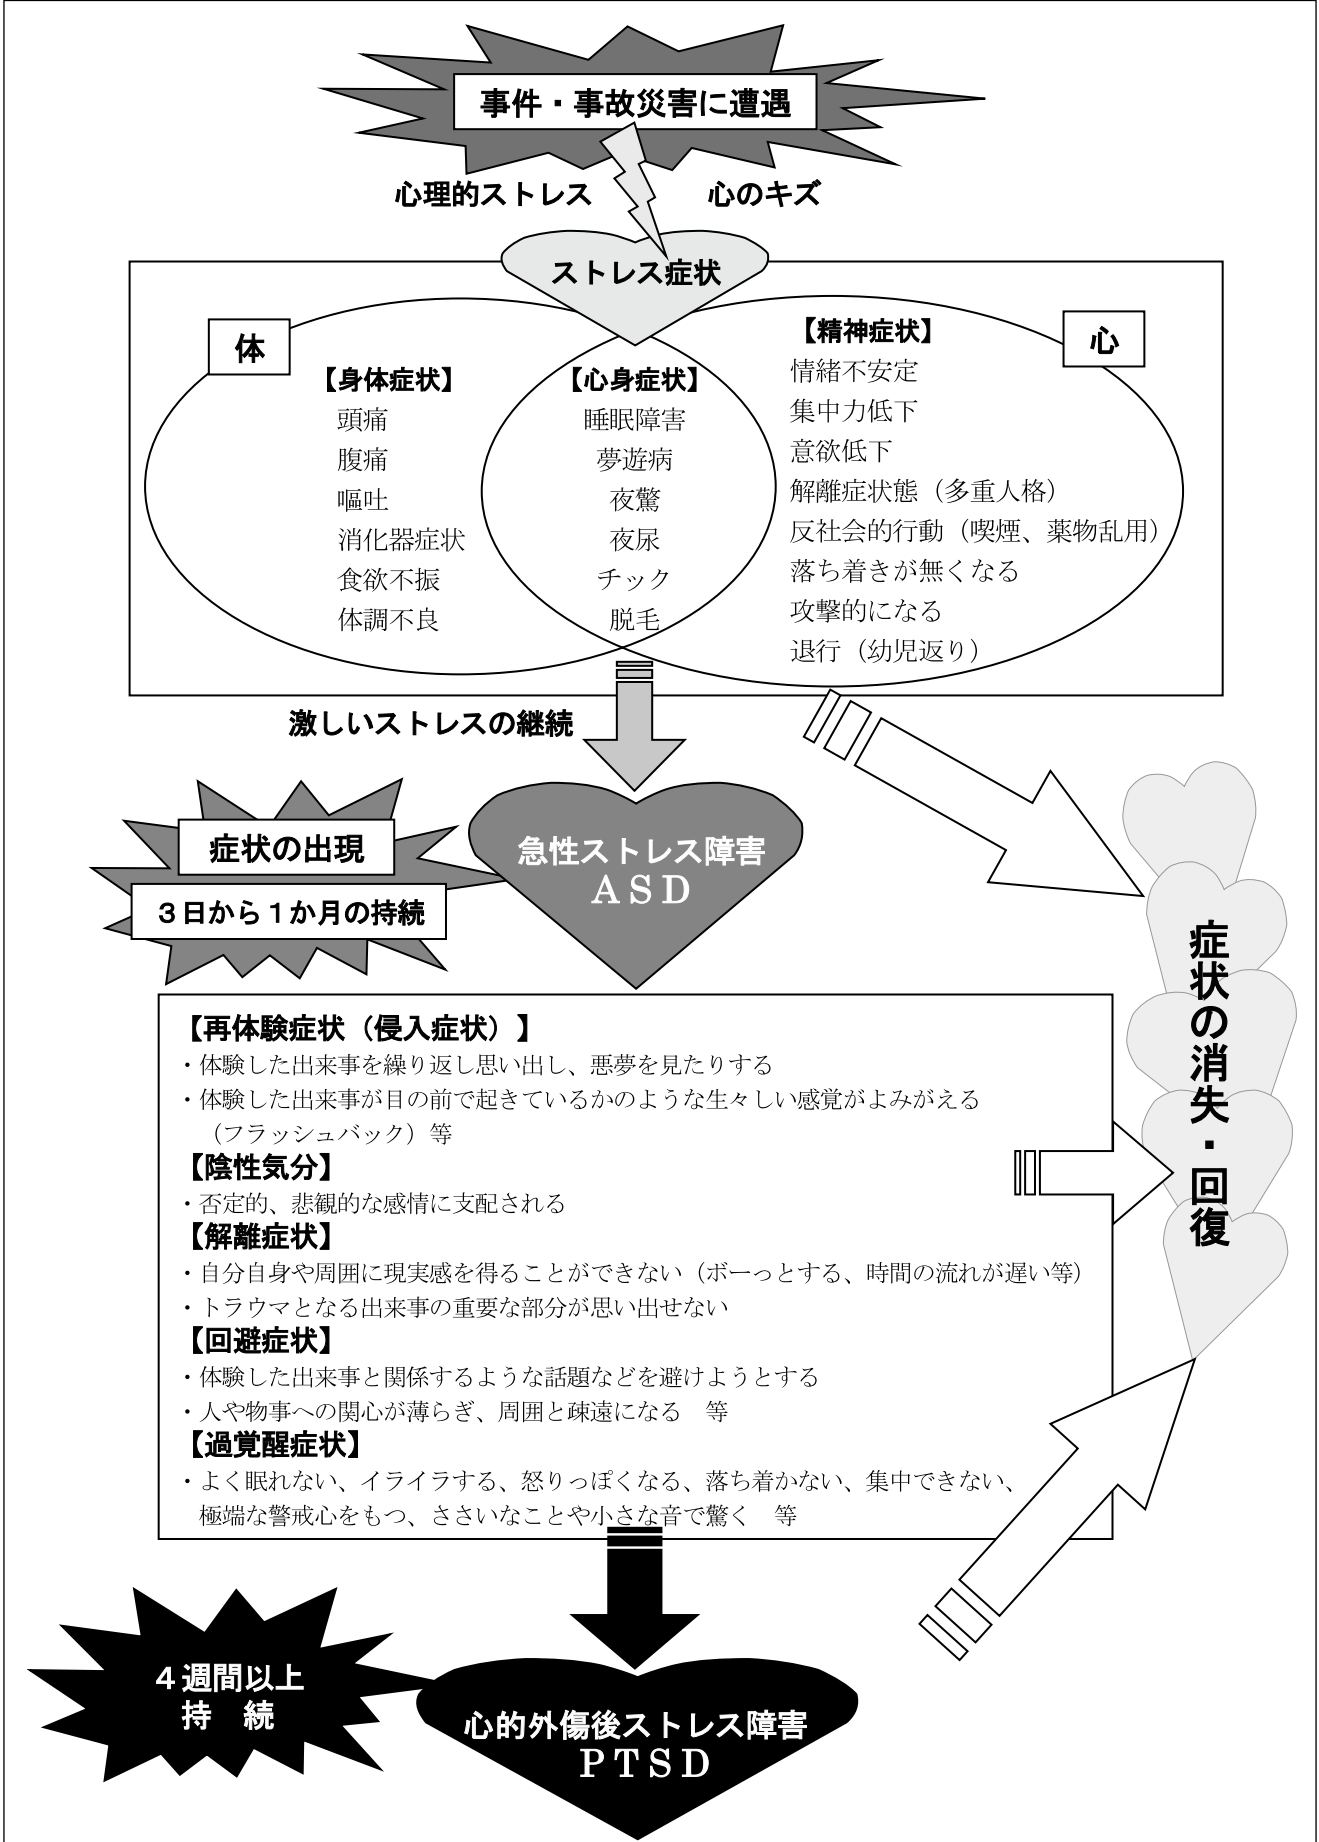 事件・事故災害に遭遇
心理的ストレス
心のキズ
ストレス症状
体
【身体症状】
頭痛
腹痛
嘔吐
消化器症状
食欲不振
体調不良
【心身症状】
睡眠障害
夢遊病
夜驚
夜尿
チック
脱毛
心
【精神症状】
情緒不安定
集中力低下
意欲低下
解離症状態（多重人格）
反社会的行動（喫煙、薬物乱用）
落ち着きが無くなる
攻撃的になる
退行（幼児返り）
激しいストレスの継続
症状の出現
３日から１か月の持続
急性ストレス障害
ＡＳＤ
【再体験症状（侵入症状）】
・体験した出来事を繰り返し思い出し、悪夢を見たりする
・体験した出来事が目の前で起きているかのような生々しい感覚がよみがえる
（フラッシュバック）等
【陰性気分】
・否定的、悲観的な感情に支配される
【解離症状】
・自分自身や周囲に現実感を得ることができない（ボーっとする、時間の流れが遅い等）
・トラウマとなる出来事の重要な部分が思い出せない
【回避症状】
・体験した出来事と関係するような話題などを避けようとする
・人や物事への関心が薄らぎ、周囲と疎遠になる　等
【過覚醒症状】
・よく眠れない、イライラする、怒りっぽくなる、落ち着かない、集中できない、
極端な警戒心をもつ、ささいなことや小さな音で驚く　等
症状の消失・回復
４週間以上
持　続
心的外傷後ストレス障害
ＰＴＳＤ